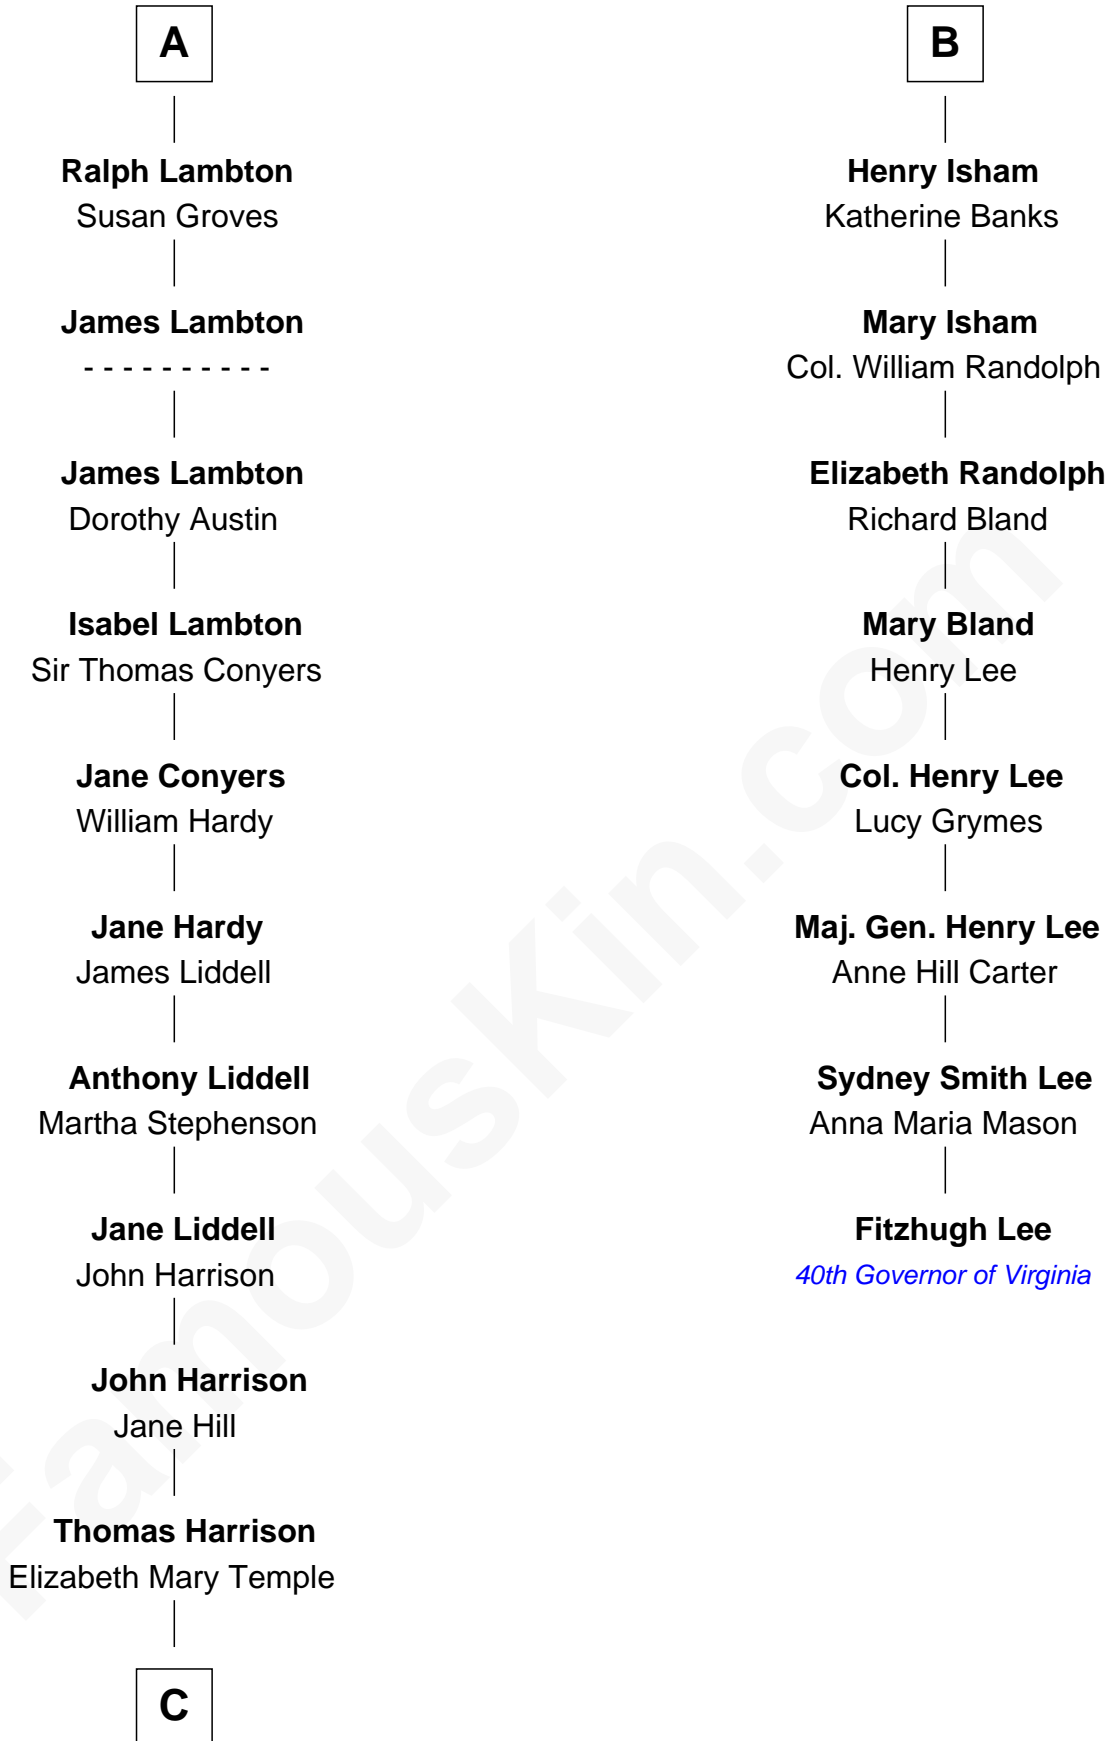 A
Ralph Lambton
Susan Groves
James Lambton
- - - - - - - - - -
James Lambton
Dorothy Austin
Isabel Lambton
Sir Thomas Conyers
Jane Conyers
William Hardy
Jane Hardy
James Liddell
Anthony Liddell
Martha Stephenson
Jane Liddell
John Harrison
John Harrison
Jane Hill
Thomas Harrison
Elizabeth Mary Temple
C
B
Henry Isham
Katherine Banks
Mary Isham
Col. William Randolph
Elizabeth Randolph
Richard Bland
Mary Bland
Henry Lee
Col. Henry Lee
Lucy Grymes
Maj. Gen. Henry Lee
Anne Hill Carter
Sydney Smith Lee
Anna Maria Mason
Fitzhugh Lee
40th Governor of Virginia
FamousKin.com